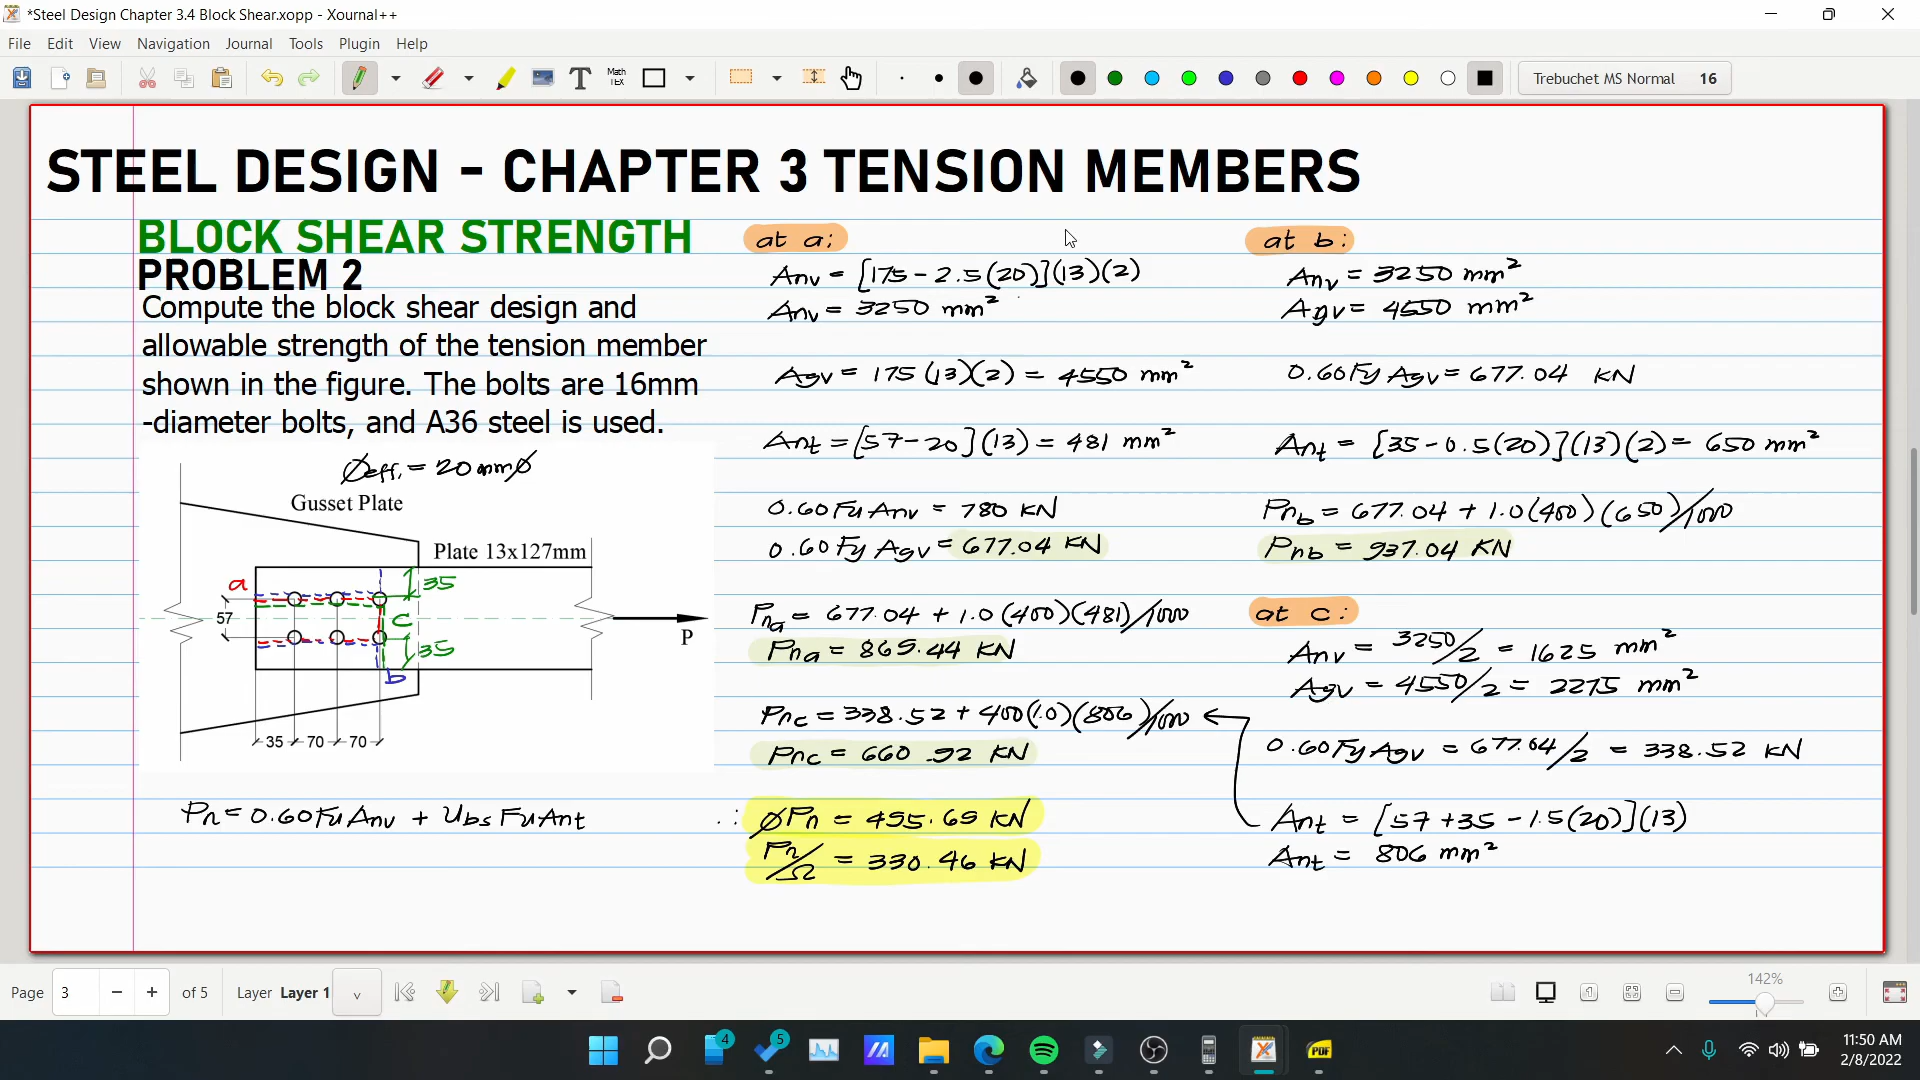 *Steel Design Chapter 3.4 Block Shear.xopp - Xournal++
File Edit View Navigation Journal Tools Plugin Help
Math
TEX
Trebuchet MS Normal 16
STEEL DESIGN - CHAPTER 3 TENSION MEMBERS
BLOCK SHEAR STRENGTH
PROBLEM 2
Compute the block shear design and
allowable strength of the tension member
shown in the figure. The bolts are 16mm
-diameter bolts, and A36 steel is used.
Øeff. = 20mmø
Gusset Plate
Plate 13x127mm
a
35
57
c
P
35
b
35 70 70
Pn = 0.60FuAnv + UbsFuAnt
at a:
Anv = [175 - 2.5(20)](13)(2)
Anv = 3250 mm²
Agv = 175(13)(2) = 4550 mm²
Ant = [57-20](13) = 481 mm²
0.60FuAnv = 780 KN
0.60FyAgv = 677.04 KN
Pna = 677.04 + 1.0(400)(481)/1000
Pna = 869.44 KN
Pnc = 338.52 + 400(1.0)(806)/1000
Pnc = 660.92 KN
∴ ØPn = 495.69 KN
Pn/Ω = 330.46 KN
at b:
Anv = 3250 mm²
Agv = 4550 mm²
0.60FyAgv = 677.04 KN
Ant = [35-0.5(20)](13)(2) = 650 mm²
Pnb = 677.04 + 1.0(400)(650)/1000
Pnb = 937.04 KN
at c:
Anv = 3250/2 = 1625 mm²
Agv = 4550/2 = 2275 mm²
0.60FyAgv = 677.04/2 = 338.52 KN
Ant = [57+35-1.5(20)](13)
Ant = 806 mm²
Page 3 of 5 Layer Layer 1
142%
4
5
PDF
11:50 AM
2/8/2022